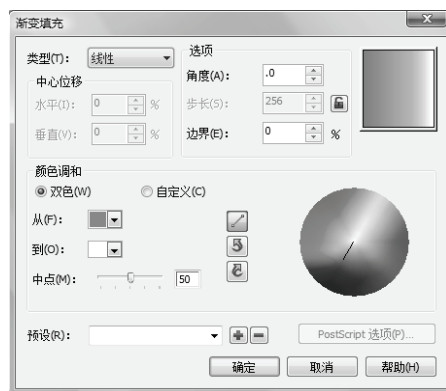 渐变填充
类型(T): 线性
选项
角度(A): .0
中心位移
水平(I): 0 %
步长(S): 256
垂直(V): 0 %
边界(E): 0 %
颜色调和
双色(W) 自定义(C)
从(F):
到(O):
中点(M): 50
预设(R):
PostScript 选项(P)...
确定 取消 帮助(H)